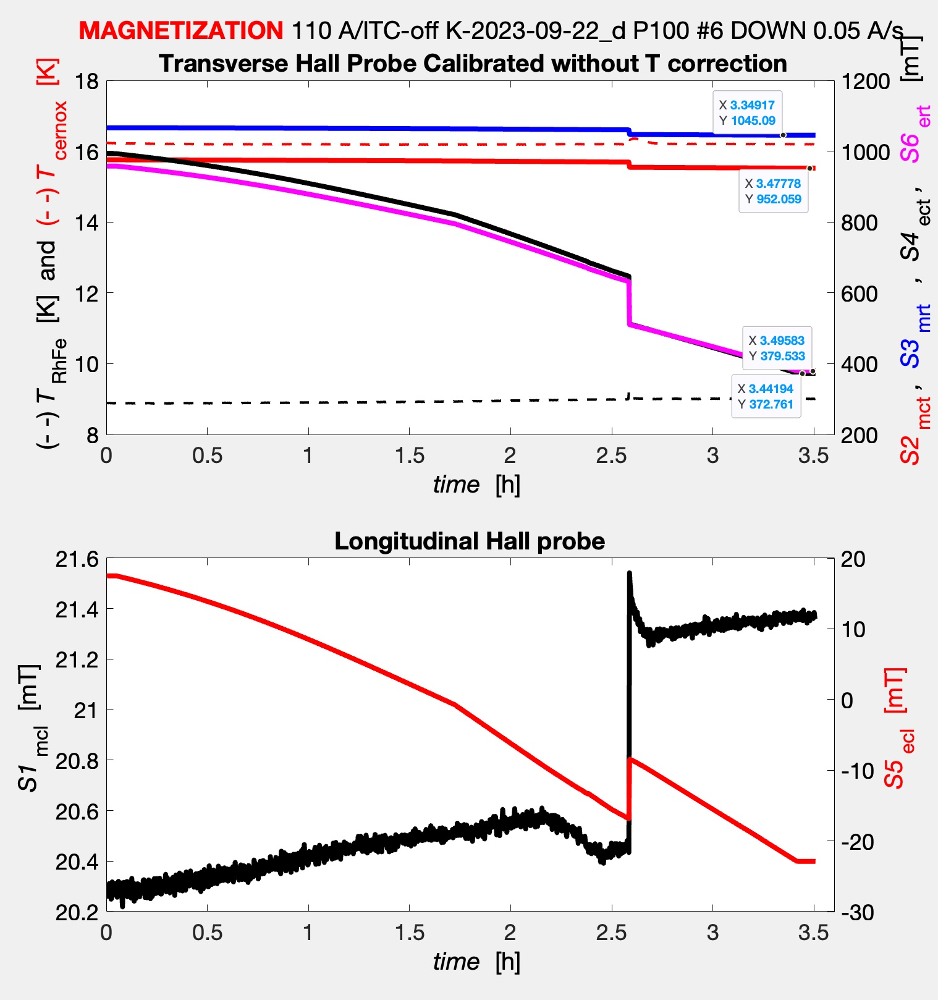 MAGNETIZATION 110 A/ITC-off K-2023-09-22_d P100 #6 DOWN 0.05 A/s
Transverse Hall Probe Calibrated without T correction
(- -) T RhFe [K] and (- -) T cernox [K]
18
16
14
12
10
8
1200
1000
800
600
400
200
S2 mct, S3 mrt, S4 ect, S6 ert [mT]
X 3.34917
Y 1045.09
X 3.47778
Y 952.059
X 3.49583
Y 379.533
X 3.44194
Y 372.761
0 0.5 1 1.5 2 2.5 3 3.5
time [h]
Longitudinal Hall probe
S1 mcl [mT]
21.6
21.4
21.2
21
20.8
20.6
20.4
20.2
20
10
0
-10
-20
-30
S5 ecl [mT]
0 0.5 1 1.5 2 2.5 3 3.5
time [h]